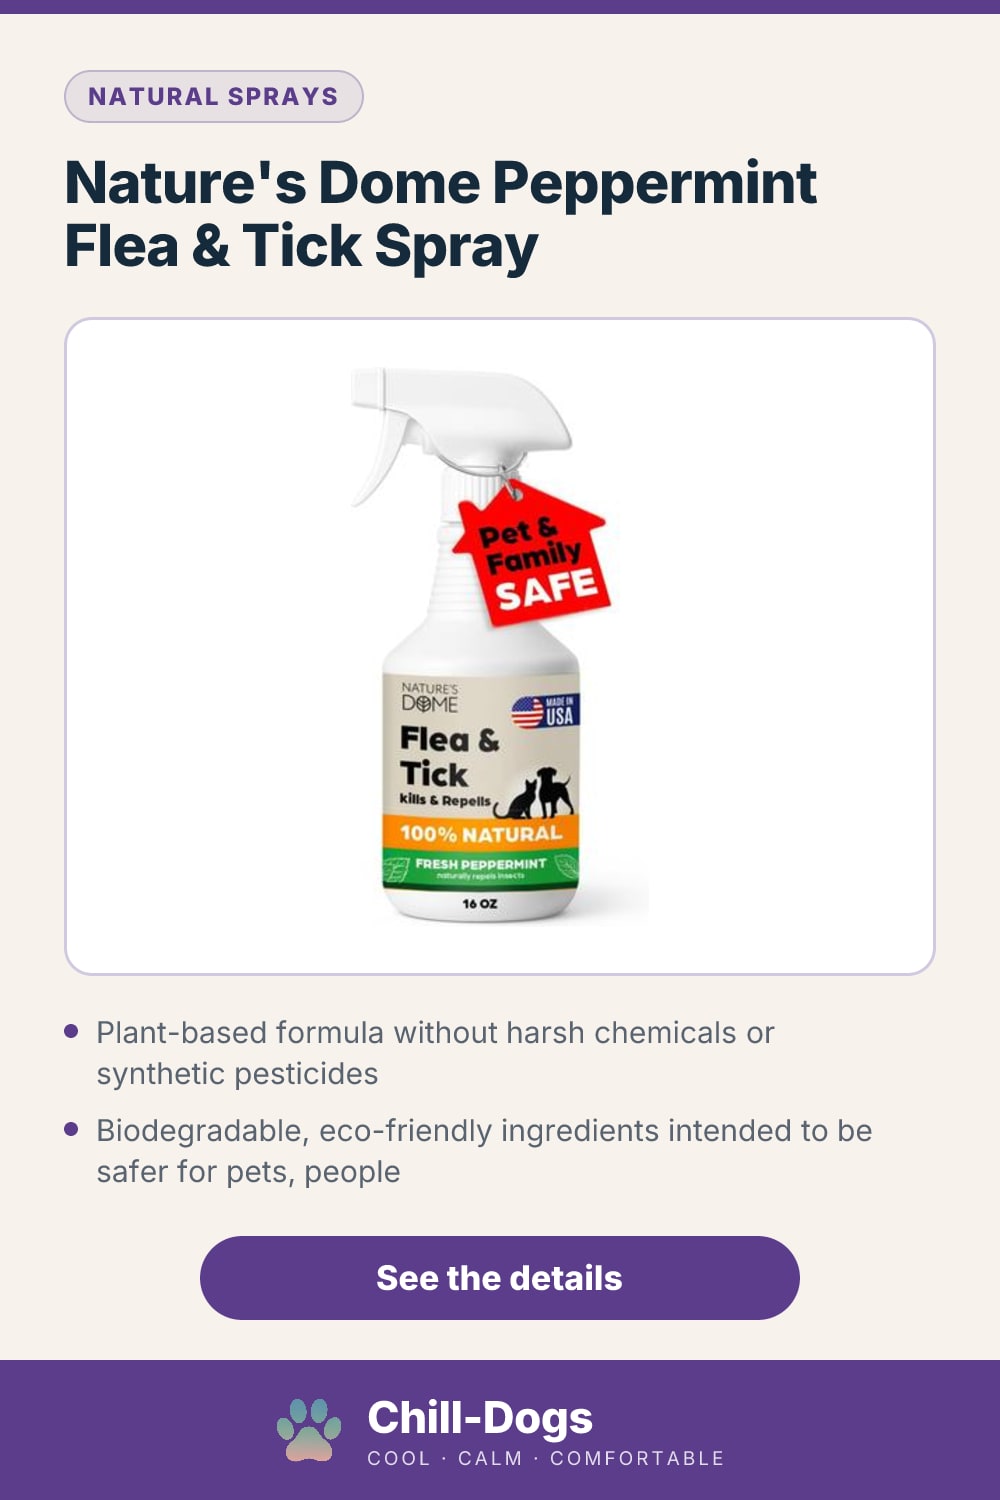 NATURAL SPRAYS
Nature's Dome Peppermint
Flea & Tick Spray
Pet &
Family
SAFE
NATURE'S
DOME
MADE IN
USA
Flea &
Tick
Kills & Repells
100% NATURAL
FRESH PEPPERMINT
naturally repels insects
16 OZ
Plant-based formula without harsh chemicals or
synthetic pesticides
Biodegradable, eco-friendly ingredients intended to be
safer for pets, people
See the details
Chill-Dogs
COOL · CALM · COMFORTABLE